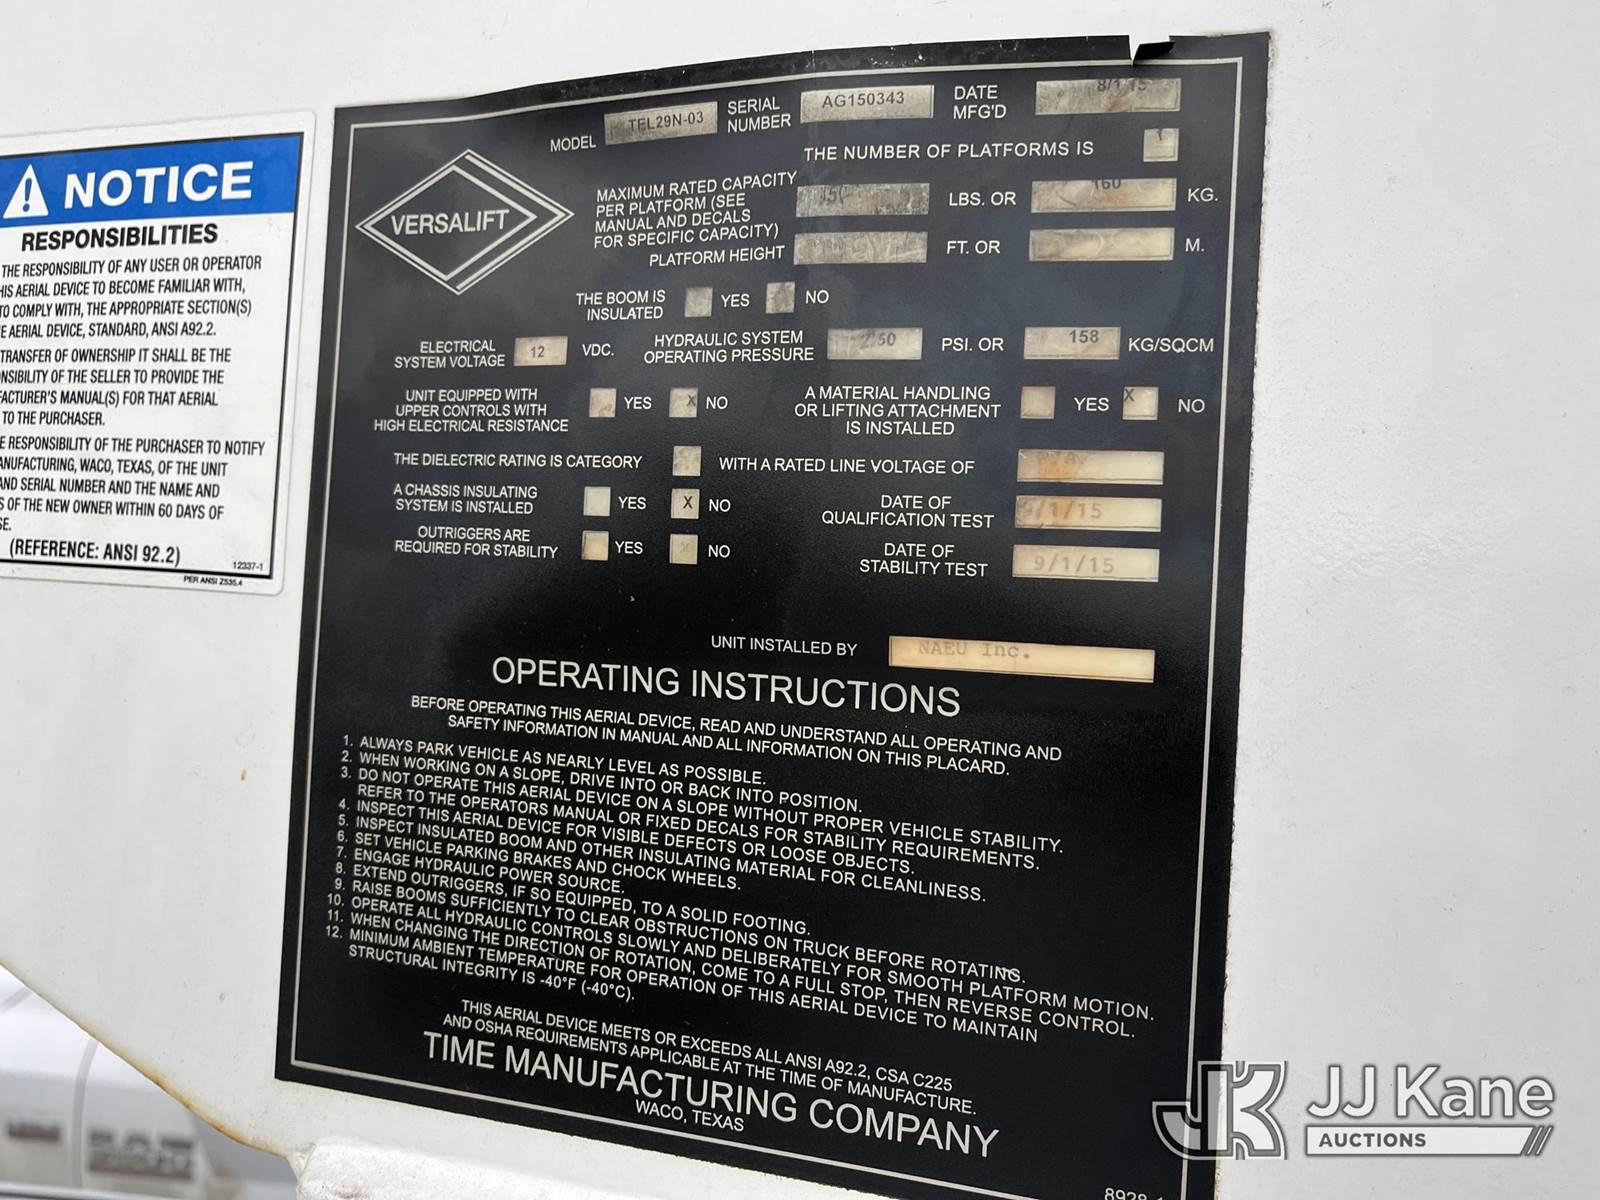 NOTICE
RESPONSIBILITIES
THE RESPONSIBILITY OF ANY USER OR OPERATOR
HIS AERIAL DEVICE TO BECOME FAMILIAR WITH,
TO COMPLY WITH, THE APPROPRIATE SECTION(S)
E AERIAL DEVICE, STANDARD, ANSI A92.2.
TRANSFER OF OWNERSHIP IT SHALL BE THE
NSIBILITY OF THE SELLER TO PROVIDE THE
FACTURER'S MANUAL(S) FOR THAT AERIAL
TO THE PURCHASER.
E RESPONSIBILITY OF THE PURCHASER TO NOTIFY
ANUFACTURING, WACO, TEXAS, OF THE UNIT
AND SERIAL NUMBER AND THE NAME AND
S OF THE NEW OWNER WITHIN 60 DAYS OF
SE.
(REFERENCE: ANSI 92.2)
12337-1
PER ANSI Z535.4
MODEL TEL29N-03 SERIAL NUMBER AG150343 DATE MFG'D 8/1/15
THE NUMBER OF PLATFORMS IS 1
VERSALIFT
MAXIMUM RATED CAPACITY
PER PLATFORM (SEE
MANUAL AND DECALS
FOR SPECIFIC CAPACITY)
LBS. OR 160 KG.
PLATFORM HEIGHT FT. OR M.
THE BOOM IS INSULATED YES NO
ELECTRICAL SYSTEM VOLTAGE 12 VDC.
HYDRAULIC SYSTEM OPERATING PRESSURE PSI. OR 158 KG/SQCM
UNIT EQUIPPED WITH
UPPER CONTROLS WITH
HIGH ELECTRICAL RESISTANCE
YES X NO
A MATERIAL HANDLING
OR LIFTING ATTACHMENT
IS INSTALLED
YES X NO
THE DIELECTRIC RATING IS CATEGORY WITH A RATED LINE VOLTAGE OF
A CHASSIS INSULATING SYSTEM IS INSTALLED YES X NO
DATE OF QUALIFICATION TEST 9/1/15
OUTRIGGERS ARE REQUIRED FOR STABILITY YES X NO
DATE OF STABILITY TEST 9/1/15
UNIT INSTALLED BY NAEU Inc.
OPERATING INSTRUCTIONS
BEFORE OPERATING THIS AERIAL DEVICE, READ AND UNDERSTAND ALL OPERATING AND
SAFETY INFORMATION IN MANUAL AND ALL INFORMATION ON THIS PLACARD.
1. ALWAYS PARK VEHICLE AS NEARLY LEVEL AS POSSIBLE.
2. WHEN WORKING ON A SLOPE, DRIVE INTO OR BACK INTO POSITION.
3. DO NOT OPERATE THIS AERIAL DEVICE ON A SLOPE WITHOUT PROPER VEHICLE STABILITY.
REFER TO THE OPERATORS MANUAL OR FIXED DECALS FOR STABILITY REQUIREMENTS.
4. INSPECT THIS AERIAL DEVICE FOR VISIBLE DEFECTS OR LOOSE OBJECTS.
5. INSPECT INSULATED BOOM AND OTHER INSULATING MATERIAL FOR CLEANLINESS.
6. SET VEHICLE PARKING BRAKES AND CHOCK WHEELS.
7. ENGAGE HYDRAULIC POWER SOURCE.
8. EXTEND OUTRIGGERS, IF SO EQUIPPED, TO A SOLID FOOTING.
9. RAISE BOOMS SUFFICIENTLY TO CLEAR OBSTRUCTIONS ON TRUCK BEFORE ROTATING.
10. OPERATE ALL HYDRAULIC CONTROLS SLOWLY AND DELIBERATELY FOR SMOOTH PLATFORM MOTION.
11. WHEN CHANGING THE DIRECTION OF ROTATION, COME TO A FULL STOP, THEN REVERSE CONTROL.
12. MINIMUM AMBIENT TEMPERATURE FOR OPERATION OF THIS AERIAL DEVICE TO MAINTAIN
STRUCTURAL INTEGRITY IS -40°F (-40°C).
THIS AERIAL DEVICE MEETS OR EXCEEDS ALL ANSI A92.2, CSA C225
AND OSHA REQUIREMENTS APPLICABLE AT THE TIME OF MANUFACTURE.
TIME MANUFACTURING COMPANY
WACO, TEXAS
8928-1
JK JJ Kane
AUCTIONS